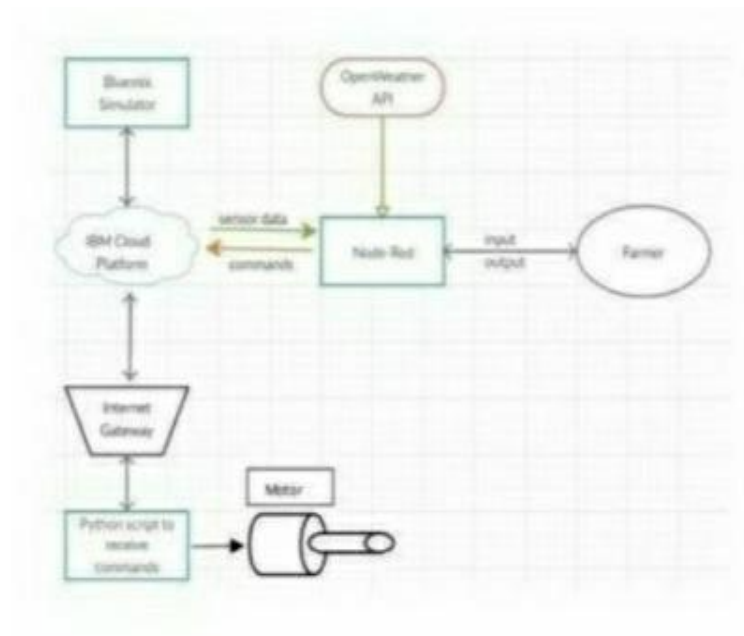 Bluemix
Simulator
OpenWeather
API
IBM Cloud
Platform
sensor data
commands
Node-Red
input
output
Farmer
Internet
Gateway
Motor
Python script to
receive
commands